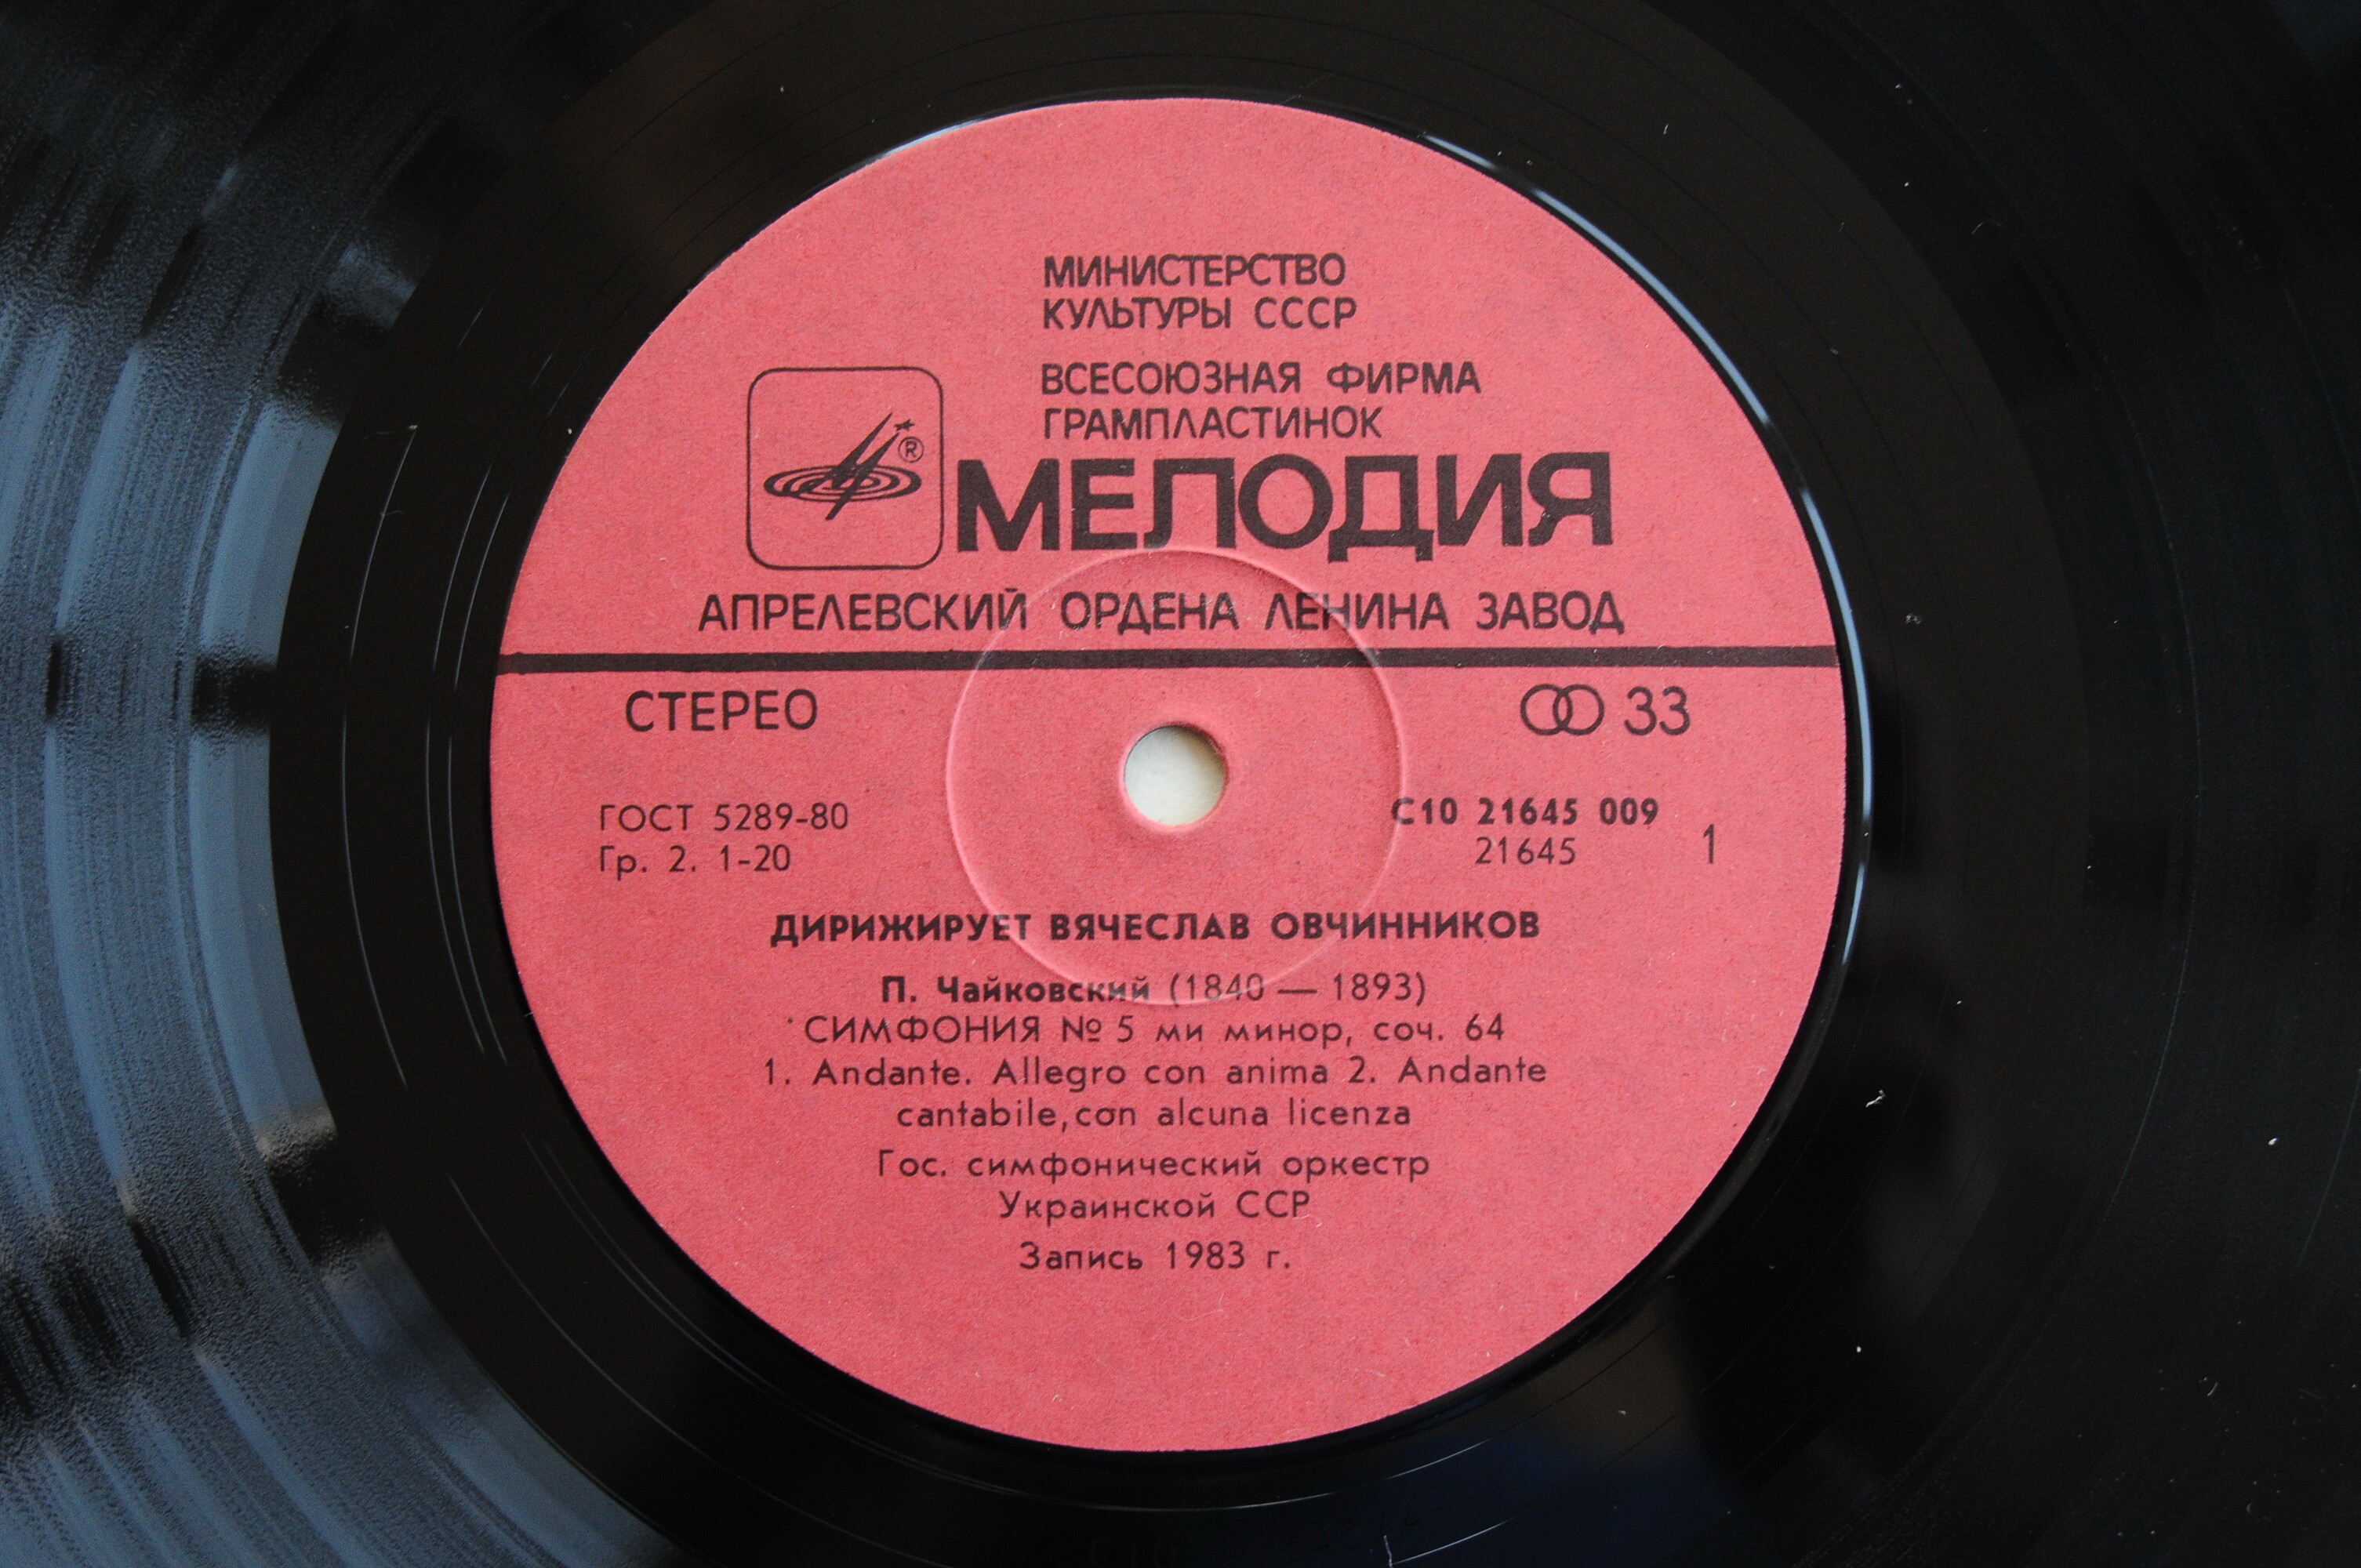 МИНИСТЕРСТВО
КУЛЬТУРЫ СССР
ВСЕСОЮЗНАЯ ФИРМА
ГРАМПЛАСТИНОК
®
МЕЛОДИЯ
АПРЕЛЕВСКИЙ ОРДЕНА ЛЕНИНА ЗАВОД
СТЕРЕО
33
ГОСТ 5289-80
Гр. 2. 1-20
С10 21645 009
21645
1
ДИРИЖИРУЕТ ВЯЧЕСЛАВ ОВЧИННИКОВ
П. Чайковский (1840 — 1893)
СИМФОНИЯ № 5 ми минор, соч. 64
1. Andante. Allegro con anima 2. Andante
cantabile,con alcuna licenza
Гос. симфонический оркестр
Украинской ССР
Запись 1983 г.